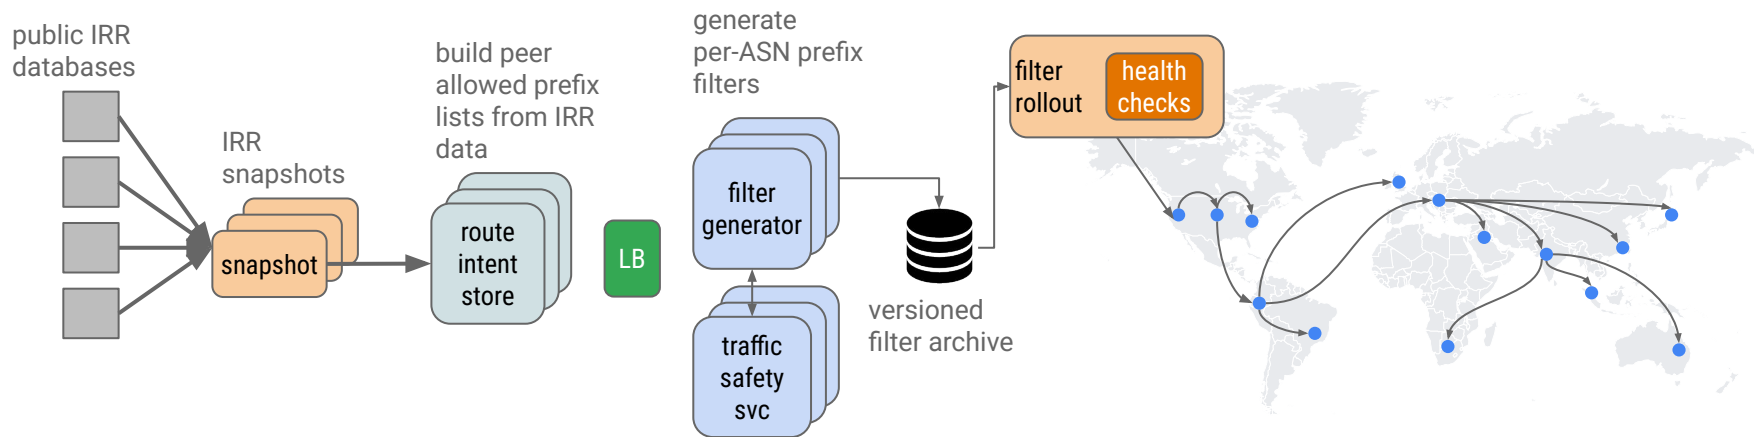 public IRR
databases
IRR
snapshots
snapshot
build peer
allowed prefix
lists from IRR
data
route
intent
store
LB
generate
per-ASN prefix
filters
filter
generator
traffic
safety
svc
versioned
filter archive
filter
rollout
health
checks